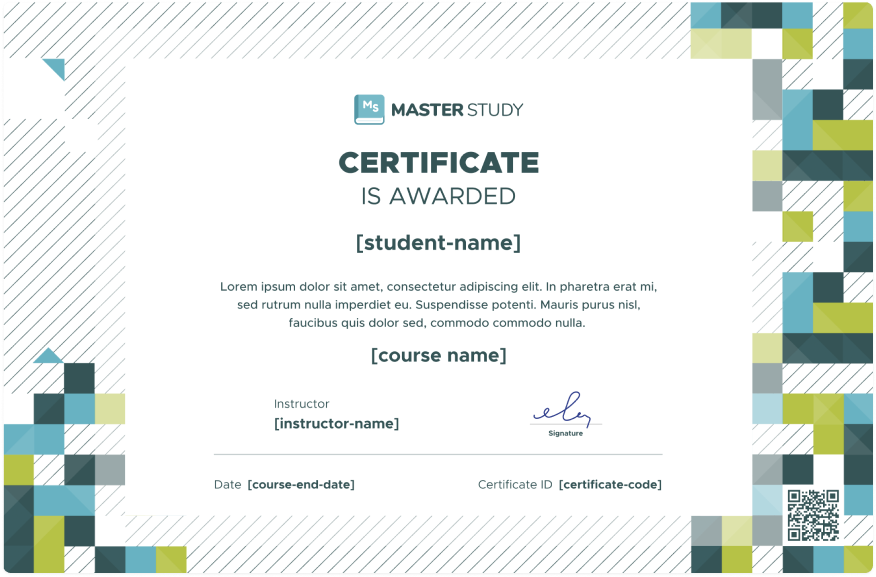 MS
MASTER STUDY
CERTIFICATE
IS AWARDED
[student-name]
Lorem ipsum dolor sit amet, consectetur adipiscing elit. In pharetra erat mi,
sed rutrum nulla imperdiet eu. Suspendisse potenti. Mauris purus nisl,
faucibus quis dolor sed, commodo commodo nulla.
[course name]
Instructor
[instructor-name]
Signature
Date [course-end-date]
Certificate ID [certificate-code]